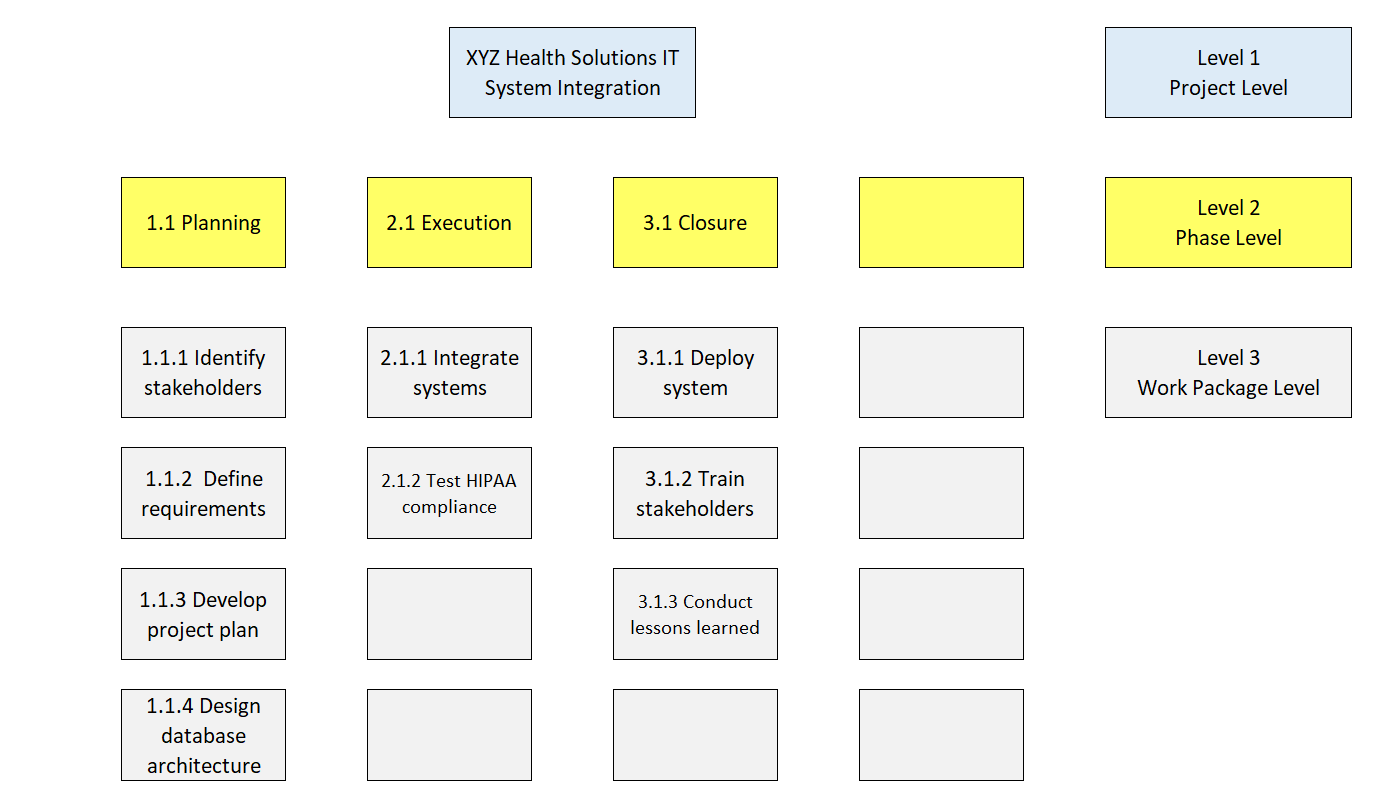 XYZ Health Solutions IT
System Integration
Level 1
Project Level
1.1 Planning
2.1 Execution
3.1 Closure
Level 2
Phase Level
1.1.1 Identify
stakeholders
2.1.1 Integrate
systems
3.1.1 Deploy
system
Level 3
Work Package Level
1.1.2  Define
requirements
2.1.2 Test HIPAA
compliance
3.1.2 Train
stakeholders
1.1.3 Develop
project plan
3.1.3 Conduct
lessons learned
1.1.4 Design
database
architecture